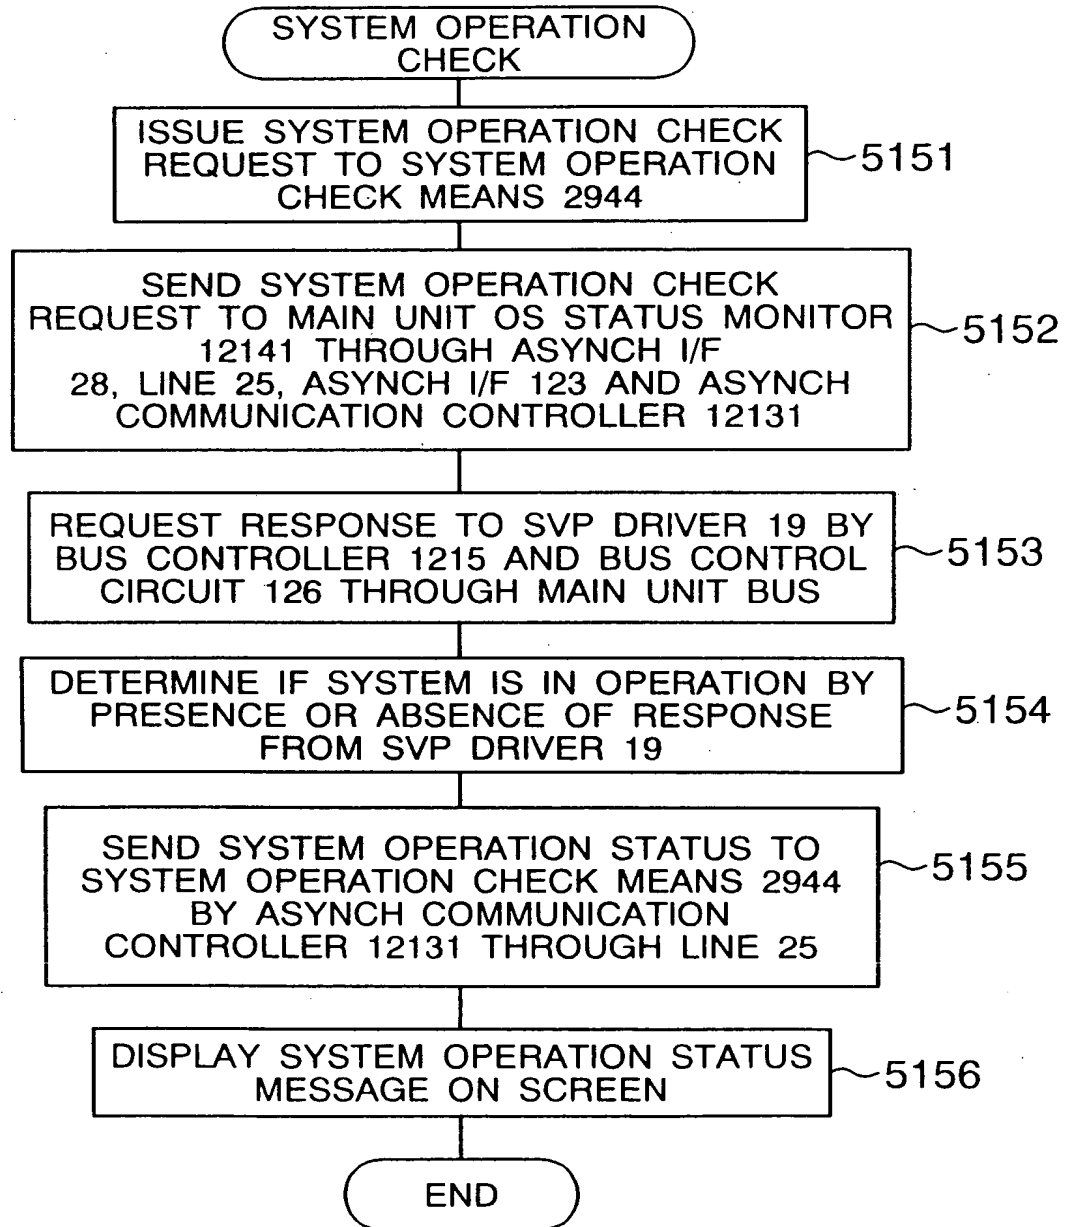 SYSTEM OPERATION
CHECK
ISSUE SYSTEM OPERATION CHECK
REQUEST TO SYSTEM OPERATION
CHECK MEANS 2944
5151
SEND SYSTEM OPERATION CHECK
REQUEST TO MAIN UNIT OS STATUS MONITOR
12141 THROUGH ASYNCH I/F
28, LINE 25, ASYNCH I/F 123 AND ASYNCH
COMMUNICATION CONTROLLER 12131
5152
REQUEST RESPONSE TO SVP DRIVER 19 BY
BUS CONTROLLER 1215 AND BUS CONTROL
CIRCUIT 126 THROUGH MAIN UNIT BUS
5153
DETERMINE IF SYSTEM IS IN OPERATION BY
PRESENCE OR ABSENCE OF RESPONSE
FROM SVP DRIVER 19
5154
SEND SYSTEM OPERATION STATUS TO
SYSTEM OPERATION CHECK MEANS 2944
BY ASYNCH COMMUNICATION
CONTROLLER 12131 THROUGH LINE 25
5155
DISPLAY SYSTEM OPERATION STATUS
MESSAGE ON SCREEN
5156
END